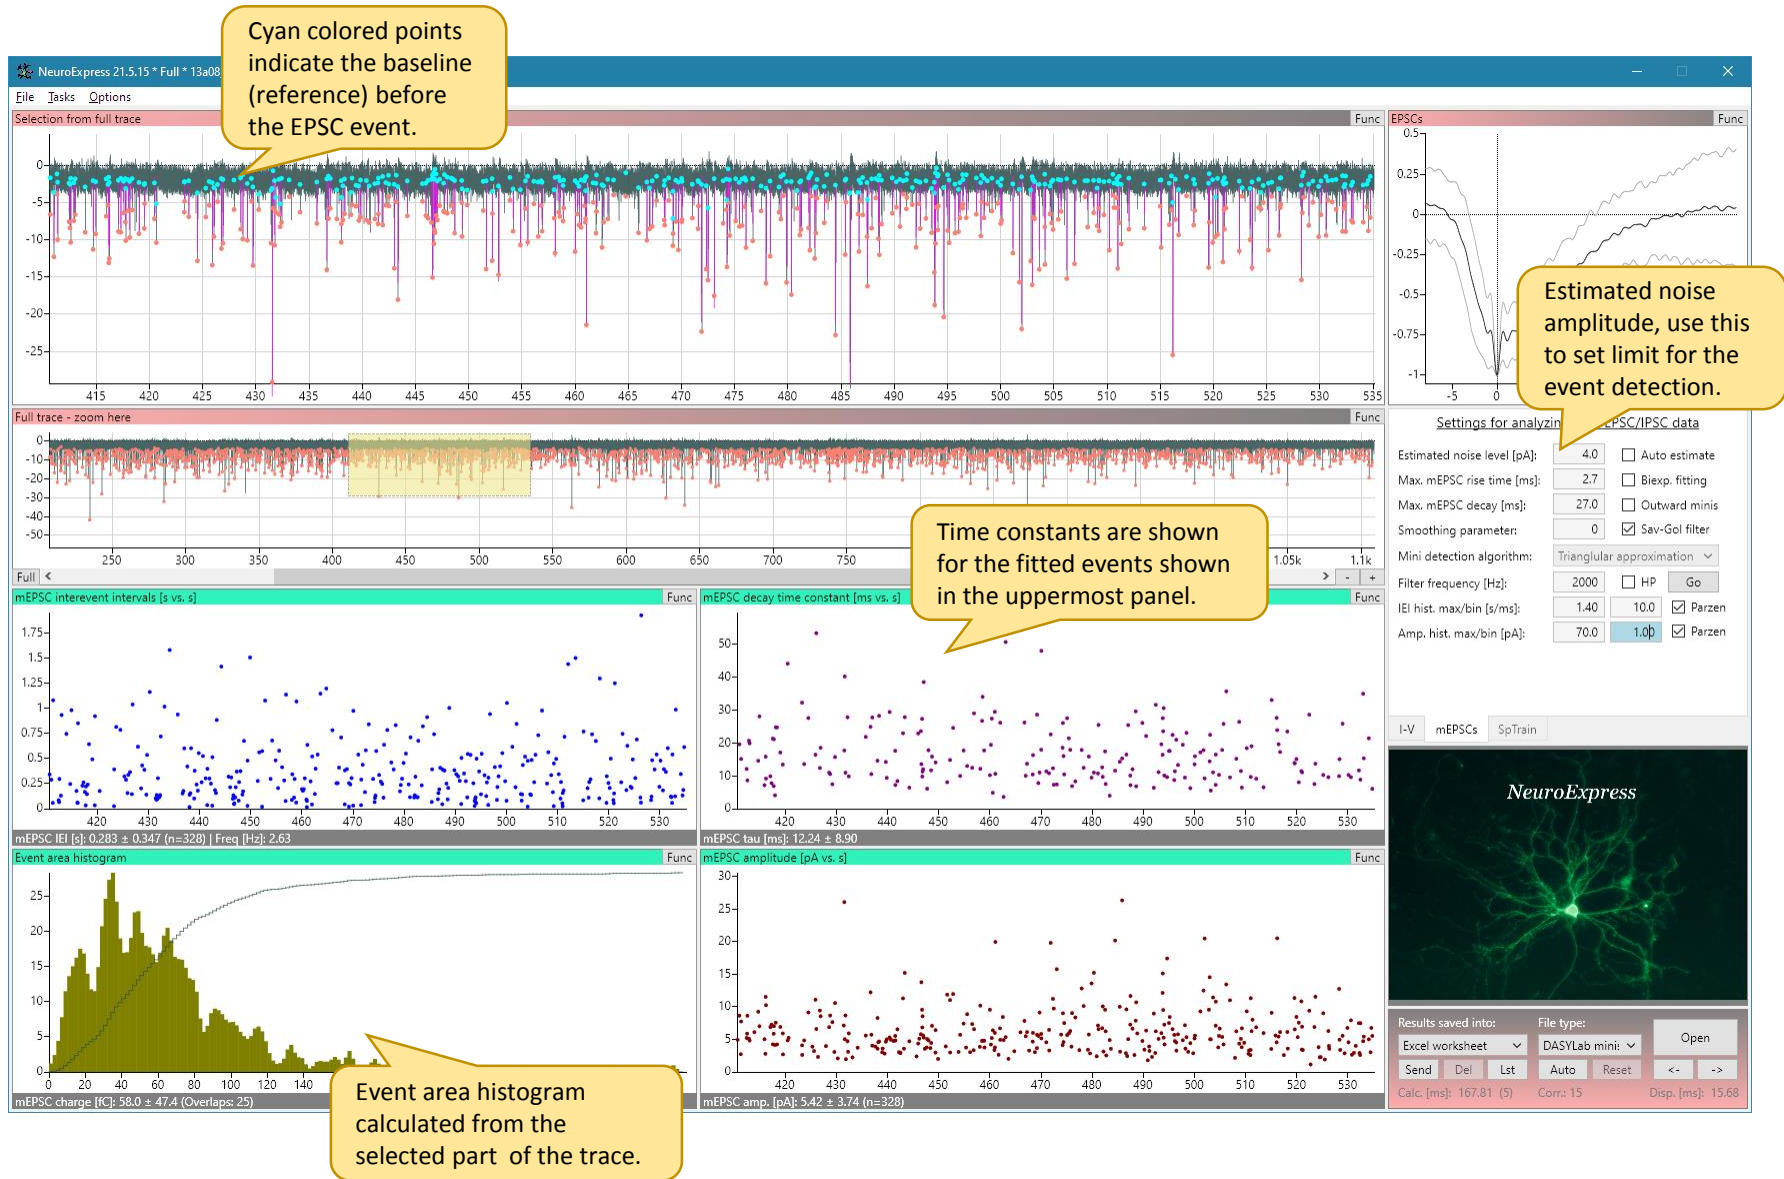 Cyan colored points
indicate the baseline
(reference) before
the EPSC event.
NeuroExpress 21.5.15 * Full * 13a08
File Tasks Options
Selection from full trace Func
0
-5
-10
-15
-20
-25
415 420 425 430 435 440 445 450 455 460 465 470 475 480 485 490 495 500 505 510 515 520 525 530 535
EPSCs Func
0.5
0.25
0
-0.25
-0.5
-0.75
-1
-5 0
Estimated noise
amplitude, use this
to set limit for the
event detection.
Full trace - zoom here Func
0
-10
-20
-30
-40
-50
250 300 350 400 450 500 550 600 650 700 750 1.05k 1.1k
Full < > - +
Time constants are shown
for the fitted events shown
in the uppermost panel.
Settings for analyzin EPSC/IPSC data
Estimated noise level [pA]: 4.0 Auto estimate
Max. mEPSC rise time [ms]: 2.7 Biexp. fitting
Max. mEPSC decay [ms]: 27.0 Outward minis
Smoothing parameter: 0 Sav-Gol filter
Mini detection algorithm: Trianglular approximation
Filter frequency [Hz]: 2000 HP Go
IEI hist. max/bin [s/ms]: 1.40 10.0 Parzen
Amp. hist. max/bin [pA]: 70.0 1.00 Parzen
I-V mEPSCs SpTrain
mEPSC interevent intervals [s vs. s] Func
1.75
1.5
1.25
1
0.75
0.5
0.25
0
420 430 440 450 460 470 480 490 500 510 520 530
mEPSC IEI [s]: 0.283 ± 0.347 (n=328) | Freq [Hz]: 2.63
mEPSC decay time constant [ms vs. s] Func
50
40
30
20
10
0
420 430 440 450 460 470 480 490 500 510 520 530
mEPSC tau [ms]: 12.24 ± 8.90
NeuroExpress
Event area histogram Func
25
20
15
10
5
0
0 20 40 60 80 100 120 140
mEPSC charge [fC]: 58.0 ± 47.4 (Overlaps: 25)
Event area histogram
calculated from the
selected part of the trace.
mEPSC amplitude [pA vs. s] Func
30
25
20
15
10
5
0
420 430 440 450 460 470 480 490 500 510 520 530
mEPSC amp. [pA]: 5.42 ± 3.74 (n=328)
Results saved into: File type:
Excel worksheet DASYLab minis Open
Send Del Lst Auto Reset <- ->
Calc. [ms]: 167.81 (5) Corr.: 15 Disp. [ms]: 15.68